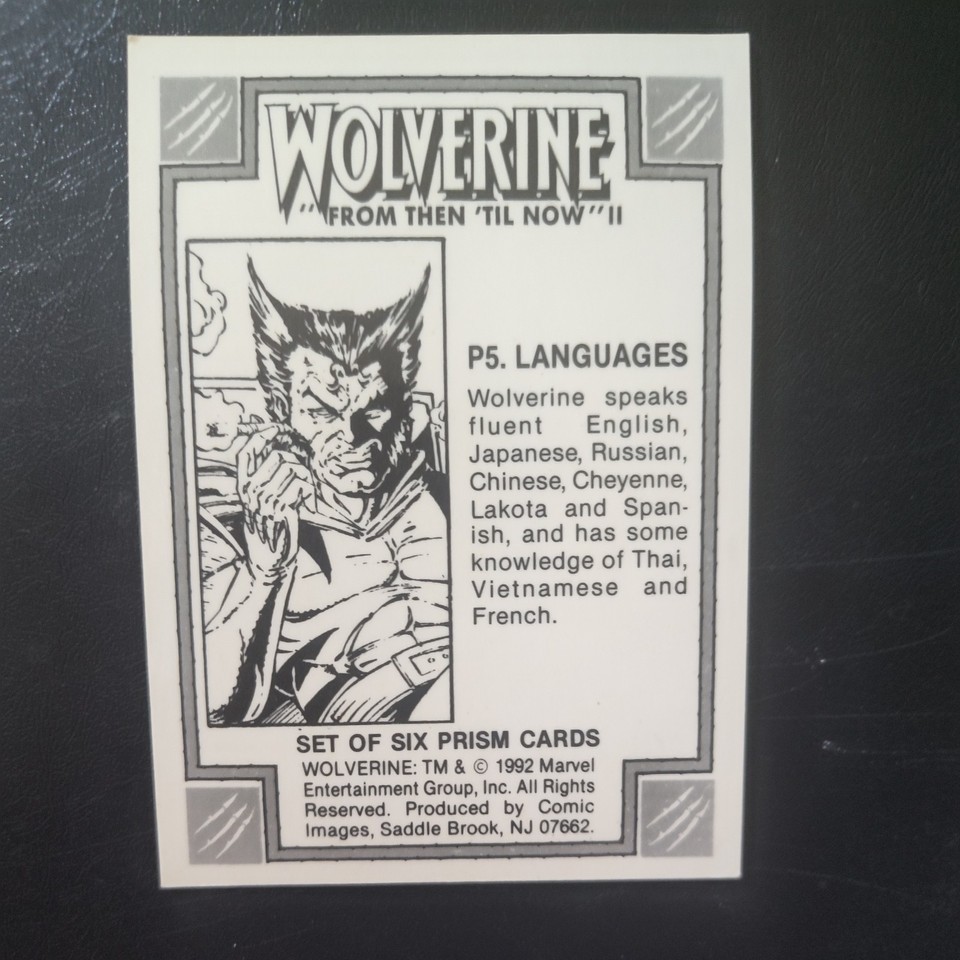 WOLVERINE
"FROM THEN 'TIL NOW" II
P5. LANGUAGES
Wolverine speaks
fluent English,
Japanese, Russian,
Chinese, Cheyenne,
Lakota and Span-
ish, and has some
knowledge of Thai,
Vietnamese and
French.
SET OF SIX PRISM CARDS
WOLVERINE: TM & © 1992 Marvel
Entertainment Group, Inc. All Rights
Reserved. Produced by Comic
Images, Saddle Brook, NJ 07662.